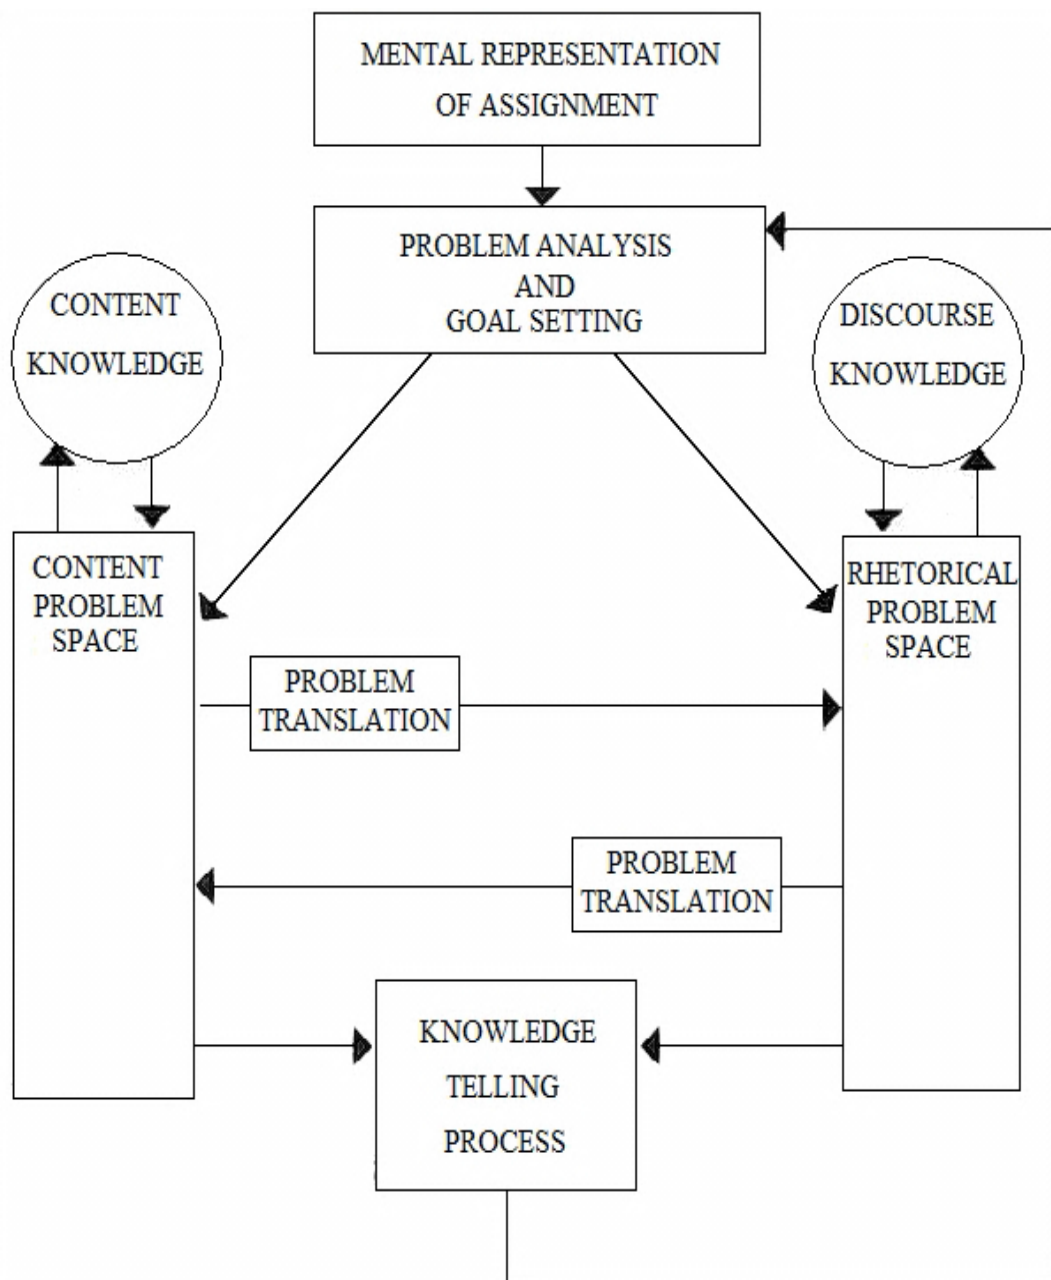 MENTAL REPRESENTATION
OF ASSIGNMENT
PROBLEM ANALYSIS
AND
GOAL SETTING
CONTENT
KNOWLEDGE
DISCOURSE
KNOWLEDGE
CONTENT
PROBLEM
SPACE
RHETORICAL
PROBLEM
SPACE
PROBLEM
TRANSLATION
PROBLEM
TRANSLATION
KNOWLEDGE
TELLING
PROCESS